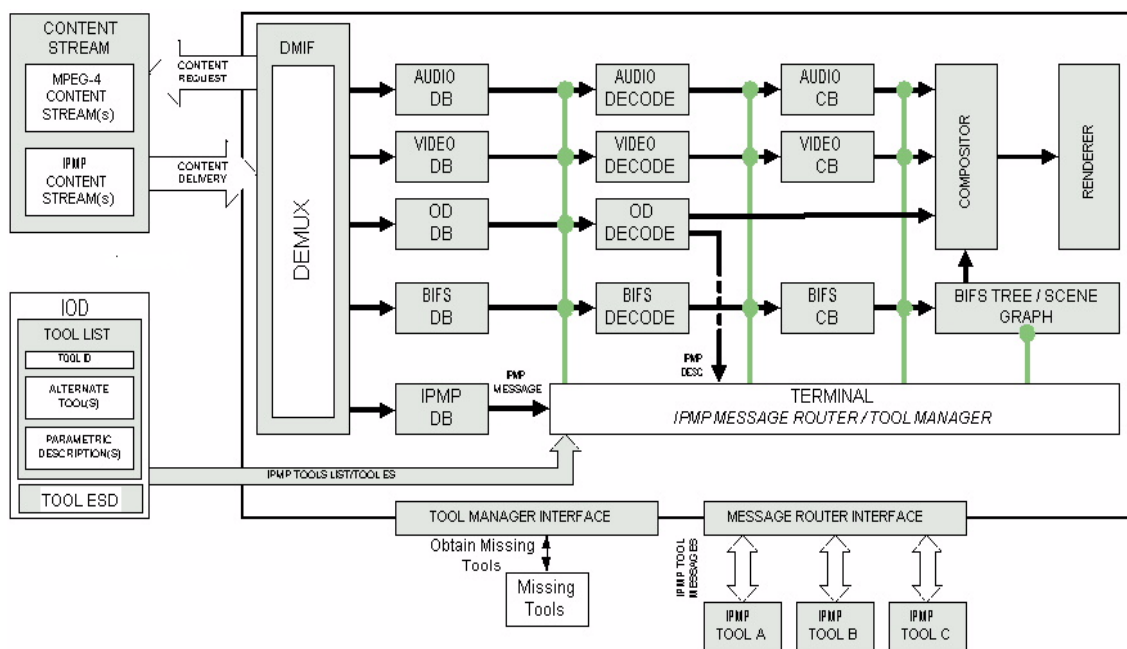 CONTENT
STREAM
MPEG-4
CONTENT
STREAM(s)
IPMP
CONTENT
STREAM(s)
CONTENT
REQUEST
CONTENT
DELIVERY
DMIF
DEMUX
AUDIO
DB
AUDIO
DECODE
AUDIO
CB
VIDEO
DB
VIDEO
DECODE
VIDEO
CB
OD
DB
OD
DECODE
BIFS
DB
BIFS
DECODE
BIFS
CB
COMPOSITOR
RENDERER
BIFS TREE / SCENE
GRAPH
IPMP
DB
IPMP
MESSAGE
IPMP
DESC
TERMINAL
IPMP MESSAGE ROUTER / TOOL MANAGER
IOD
TOOL LIST
TOOL ID
ALTERNATE
TOOL(S)
PARAMETRIC
DESCRIPTION(S)
TOOL ESD
IPMP TOOLS LIST/TOOL ES
TOOL MANAGER INTERFACE
MESSAGE ROUTER INTERFACE
Obtain Missing
Tools
Missing
Tools
IPMP TOOL
MESSAGES
IPMP
TOOL A
IPMP
TOOL B
IPMP
TOOL C